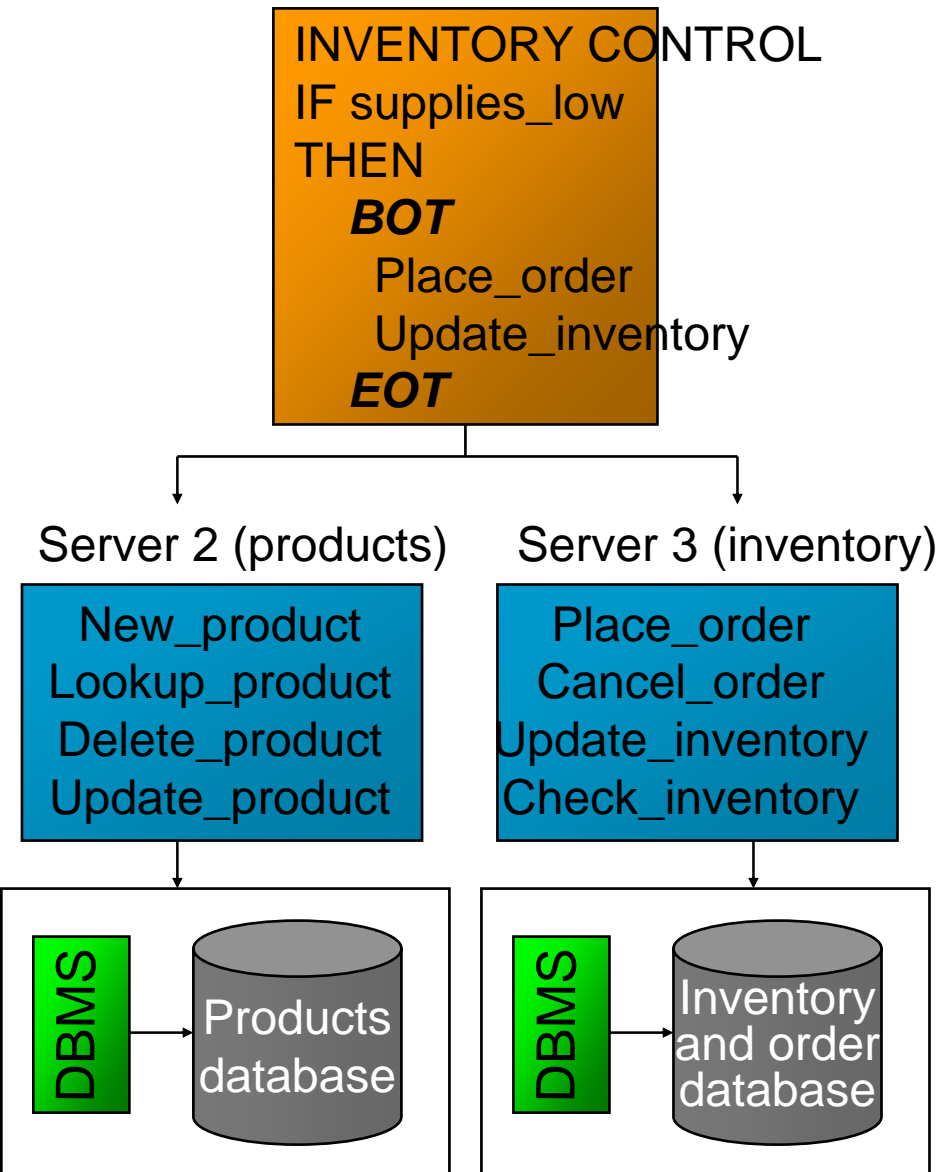 INVENTORY CONTROL
IF supplies_low
THEN
BOT
Place_order
Update_inventory
EOT
Server 2 (products)
New_product
Lookup_product
Delete_product
Update_product
DBMS
Products
database
Server 3 (inventory)
Place_order
Cancel_order
Update_inventory
Check_inventory
DBMS
Inventory
and order
database